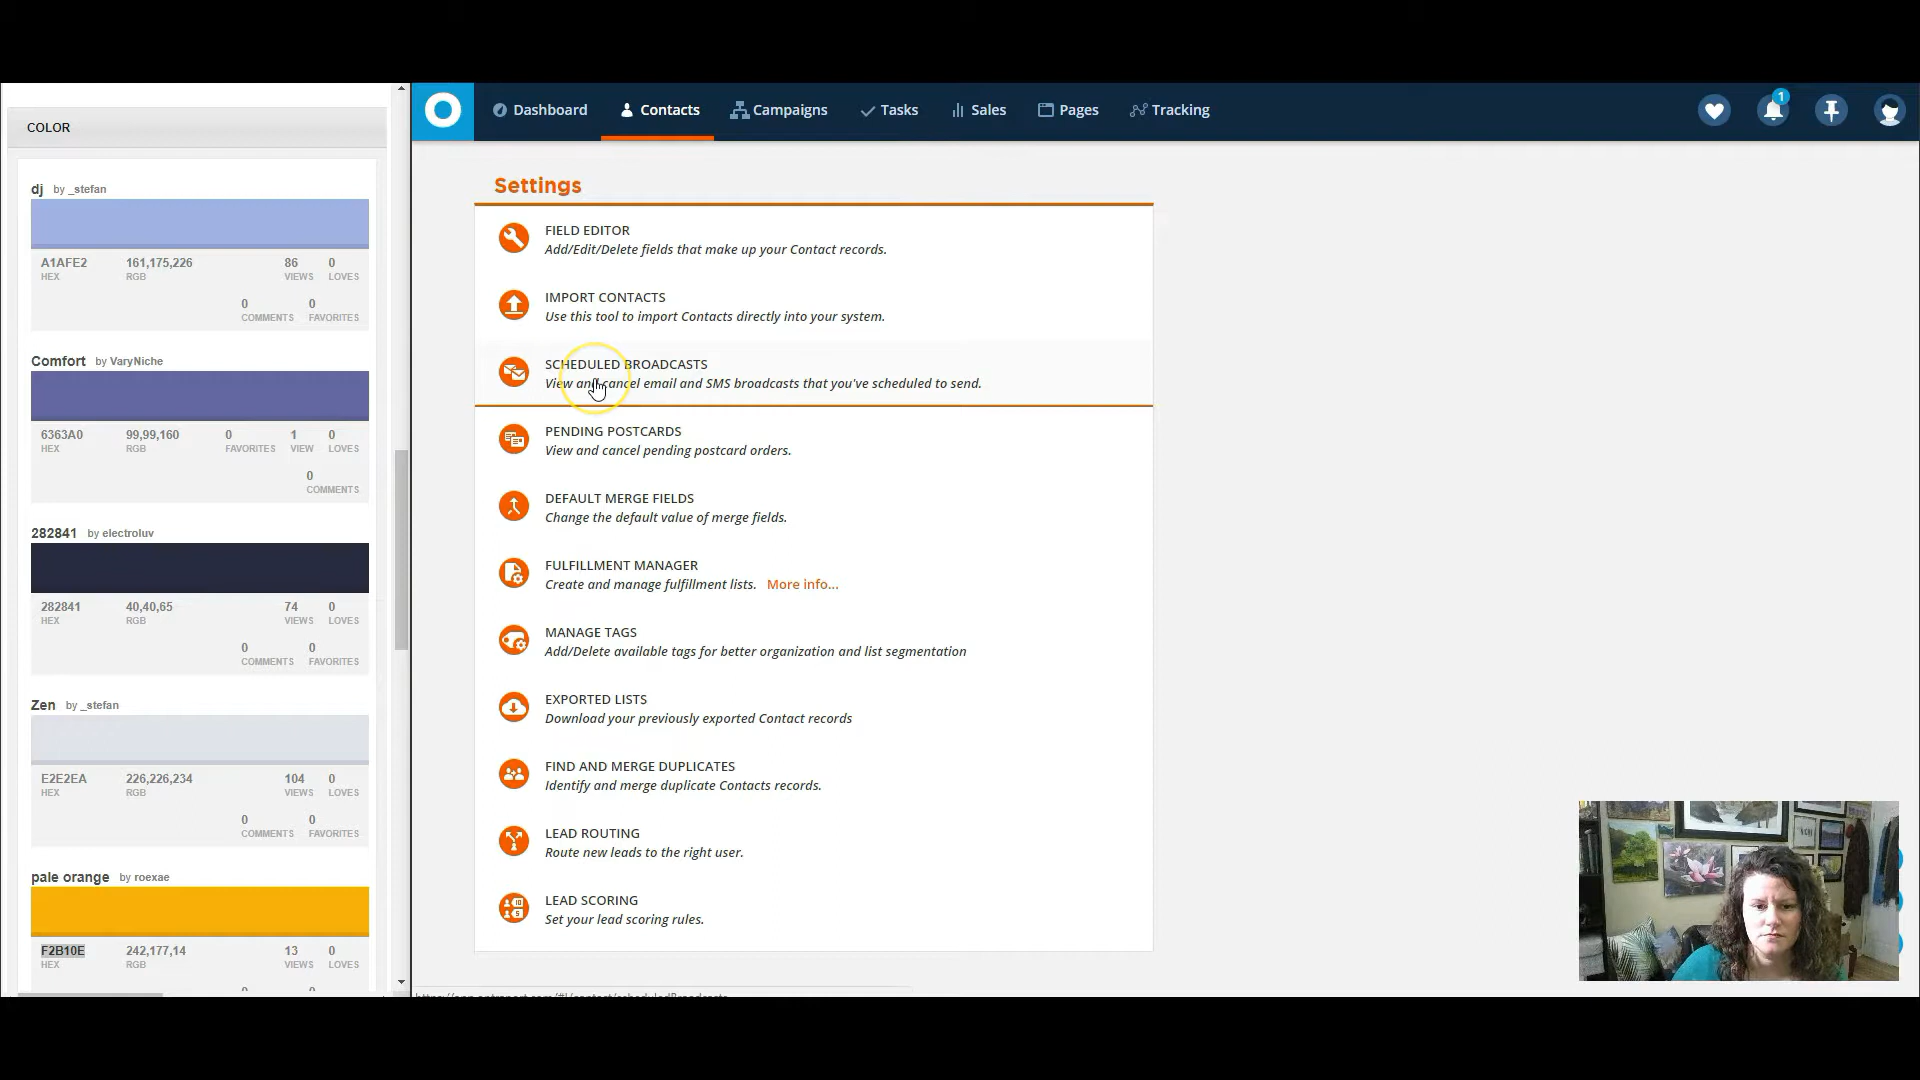 COLOR
dj by _stefan
A1AFE2 161,175,226 86 0
HEX RGB VIEWS LOVES
0 0
COMMENTS FAVORITES
Comfort by VaryNiche
6363A0 99,99,160 0 1 0
HEX RGB FAVORITES VIEW LOVES
0
COMMENTS
282841 by electroluv
282841 40,40,65 74 0
HEX RGB VIEWS LOVES
0 0
COMMENTS FAVORITES
Zen by _stefan
E2E2EA 226,226,234 104 0
HEX RGB VIEWS LOVES
0 0
COMMENTS FAVORITES
pale orange by roexae
F2B10E 242,177,14 13 0
HEX RGB VIEWS LOVES
Dashboard Contacts Campaigns Tasks Sales Pages Tracking 1
Settings
FIELD EDITOR
Add/Edit/Delete fields that make up your Contact records.
IMPORT CONTACTS
Use this tool to import Contacts directly into your system.
SCHEDULED BROADCASTS
View and cancel email and SMS broadcasts that you've scheduled to send.
PENDING POSTCARDS
View and cancel pending postcard orders.
DEFAULT MERGE FIELDS
Change the default value of merge fields.
FULFILLMENT MANAGER
Create and manage fulfillment lists. More info...
MANAGE TAGS
Add/Delete available tags for better organization and list segmentation
EXPORTED LISTS
Download your previously exported Contact records
FIND AND MERGE DUPLICATES
Identify and merge duplicate Contacts records.
LEAD ROUTING
Route new leads to the right user.
LEAD SCORING
Set your lead scoring rules.